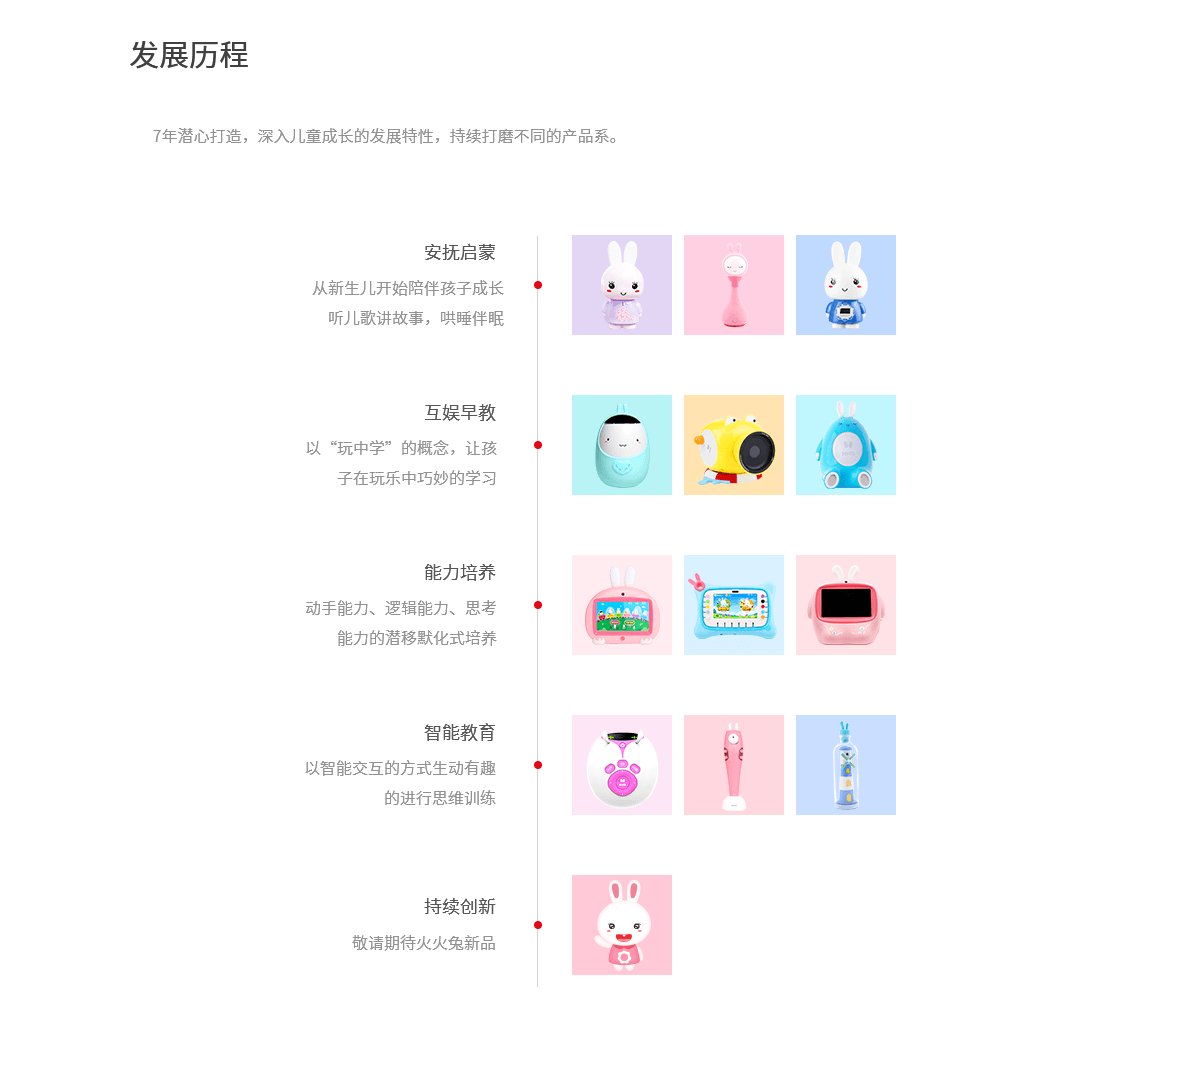 发展历程
7年潜心打造，深入儿童成长的发展特性，持续打磨不同的产品系。
安抚启蒙
从新生儿开始陪伴孩子成长
听儿歌讲故事，哄睡伴眠
互娱早教
以“玩中学”的概念，让孩
子在玩乐中巧妙的学习
能力培养
动手能力、逻辑能力、思考
能力的潜移默化式培养
智能教育
以智能交互的方式生动有趣
的进行思维训练
持续创新
敬请期待火火兔新品